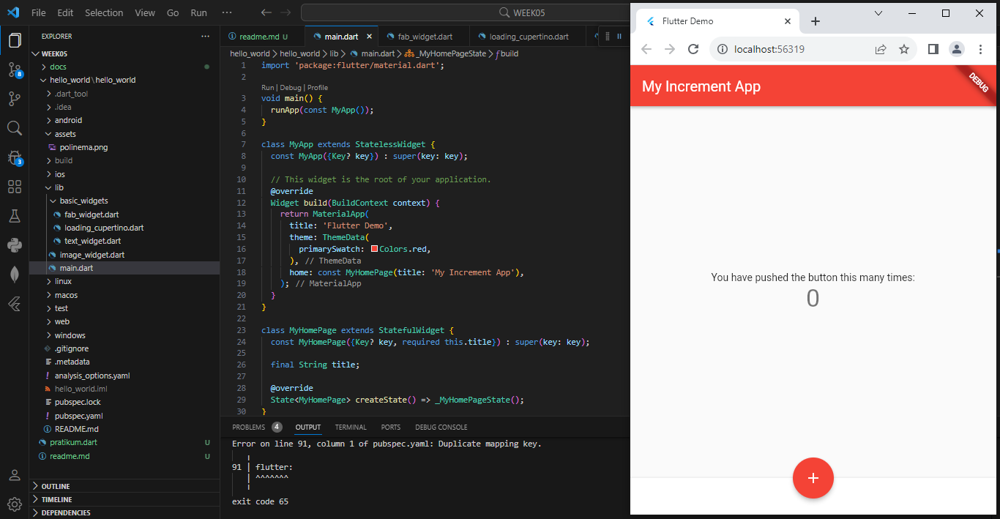 File Edit Selection View Go Run ···
WEEK05
EXPLORER ···
WEEK05
docs
hello_world \ hello_world
.dart_tool
.idea
android
assets
polinema.png
build
ios
lib
basic_widgets
fab_widget.dart
loading_cupertino.dart
text_widget.dart
image_widget.dart
main.dart
linux
macos
test
web
windows
.gitignore
.metadata
analysis_options.yaml
hello_world.iml
pubspec.lock
pubspec.yaml
README.md
pratikum.dart U
readme.md U
OUTLINE
TIMELINE
DEPENDENCIES
8
3
readme.md U main.dart fab_widget.dart loading_cupertino.dart
hello_world > hello_world > lib > main.dart > _MyHomePageState > build
1 import 'package:flutter/material.dart';
2
Run | Debug | Profile
3 void main() {
4 runApp(const MyApp());
5 }
6
7 class MyApp extends StatelessWidget {
8 const MyApp({Key? key}) : super(key: key);
9
10 // This widget is the root of your application.
11 @override
12 Widget build(BuildContext context) {
13 return MaterialApp(
14 title: 'Flutter Demo',
15 theme: ThemeData(
16 primarySwatch: Colors.red,
17 ), // ThemeData
18 home: const MyHomePage(title: 'My Increment App'),
19 ); // MaterialApp
20 }
21 }
22
23 class MyHomePage extends StatefulWidget {
24 const MyHomePage({Key? key, required this.title}) : super(key: key);
25
26 final String title;
27
28 @override
29 State<MyHomePage> createState() => _MyHomePageState();
30 }
PROBLEMS 4 OUTPUT TERMINAL PORTS DEBUG CONSOLE
Error on line 91, column 1 of pubspec.yaml: Duplicate mapping key.
91 | flutter:
| ^^^^^^^
exit code 65
Flutter Demo
localhost:56319
My Increment App
DEBUG
You have pushed the button this many times:
0
+